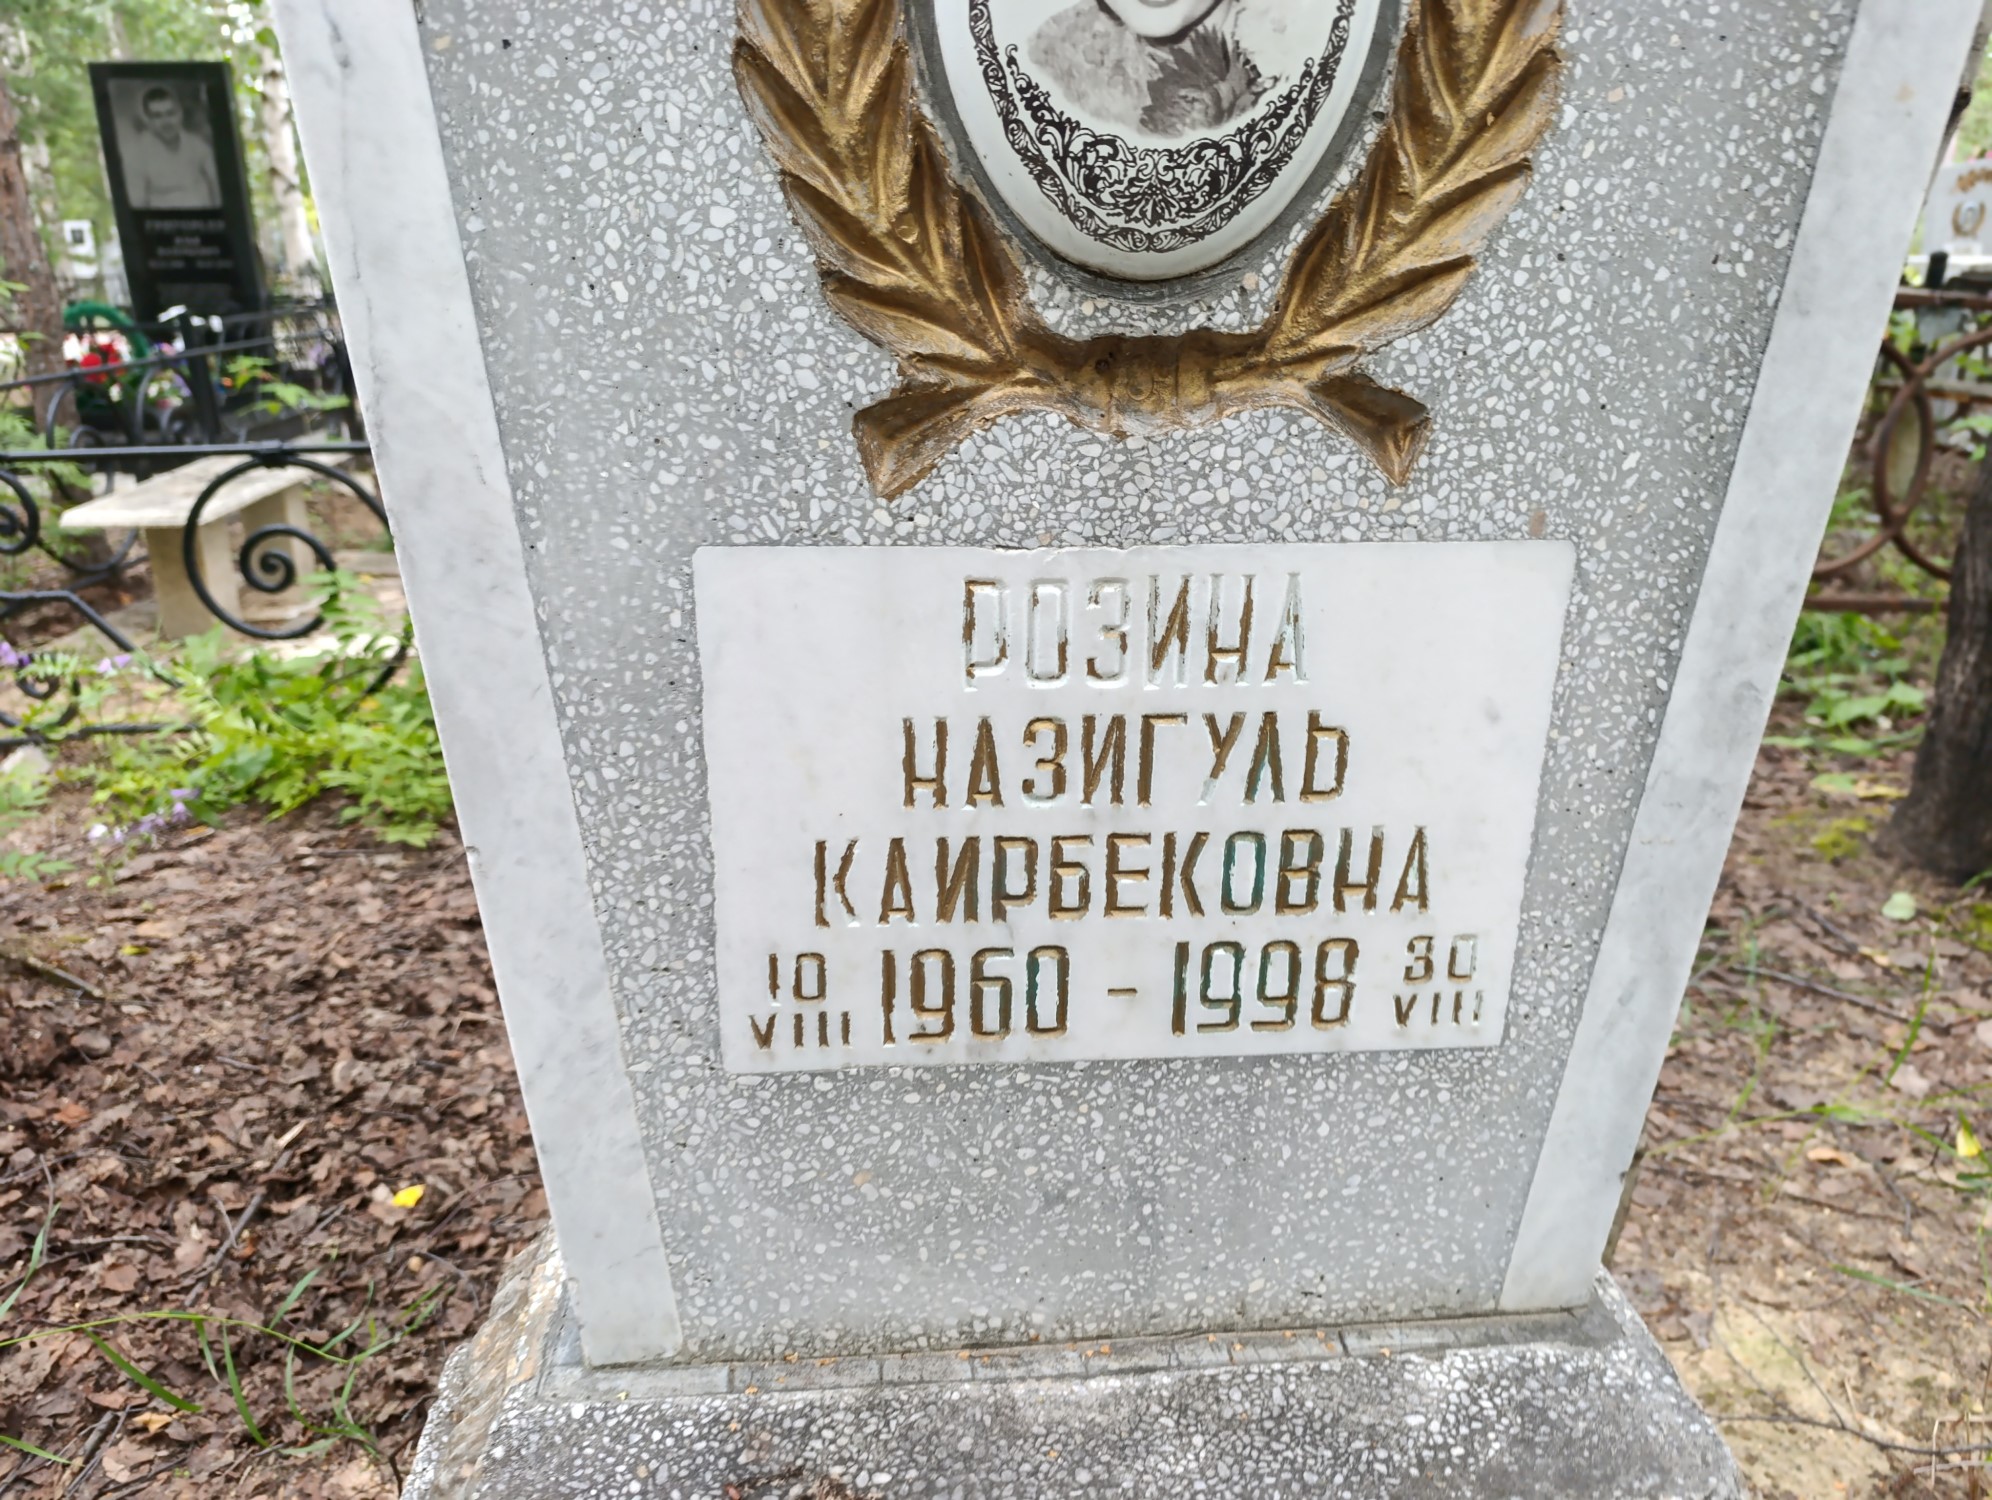 РОЗИНА
НАЗИГУЛЬ
КАИРБЕКОВНА
10 VIII 1960 - 1998 30 VIII